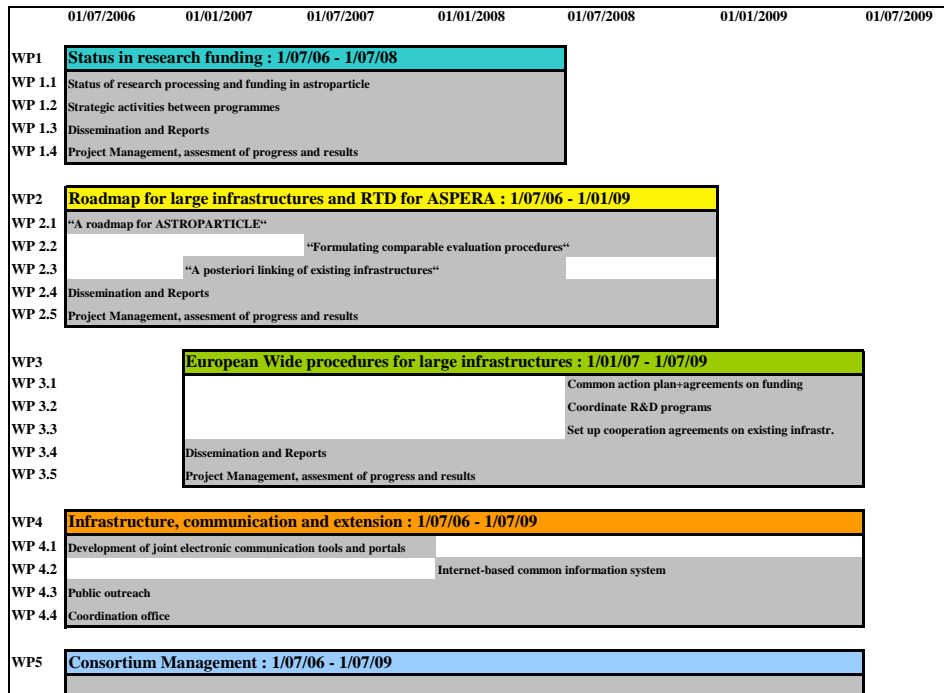 01/07/2006 01/01/2007 01/07/2007 01/01/2008 01/07/2008 01/01/2009 01/07/2009
WP1 Status in research funding : 1/07/06 - 1/07/08
WP 1.1 Status of research processing and funding in astroparticle
WP 1.2 Strategic activities between programmes
WP 1.3 Dissemination and Reports
WP 1.4 Project Management, assesment of progress and results
WP2 Roadmap for large infrastructures and RTD for ASPERA : 1/07/06 - 1/01/09
WP 2.1 “A roadmap for ASTROPARTICLE“
WP 2.2 “Formulating comparable evaluation procedures“
WP 2.3 “A posteriori linking of existing infrastructures“
WP 2.4 Dissemination and Reports
WP 2.5 Project Management, assesment of progress and results
WP3 European Wide procedures for large infrastructures : 1/01/07 - 1/07/09
WP 3.1 Common action plan+agreements on funding
WP 3.2 Coordinate R&D programs
WP 3.3 Set up cooperation agreements on existing infrastr.
WP 3.4 Dissemination and Reports
WP 3.5 Project Management, assesment of progress and results
WP4 Infrastructure, communication and extension : 1/07/06 - 1/07/09
WP 4.1 Development of joint electronic communication tools and portals
WP 4.2 Internet-based common information system
WP 4.3 Public outreach
WP 4.4 Coordination office
WP5 Consortium Management : 1/07/06 - 1/07/09